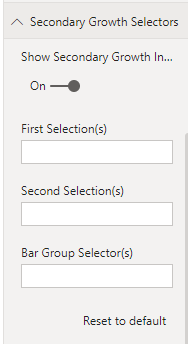 Secondary Growth Selectors
Show Secondary Growth In...
On
First Selection(s)
Second Selection(s)
Bar Group Selector(s)
Reset to default